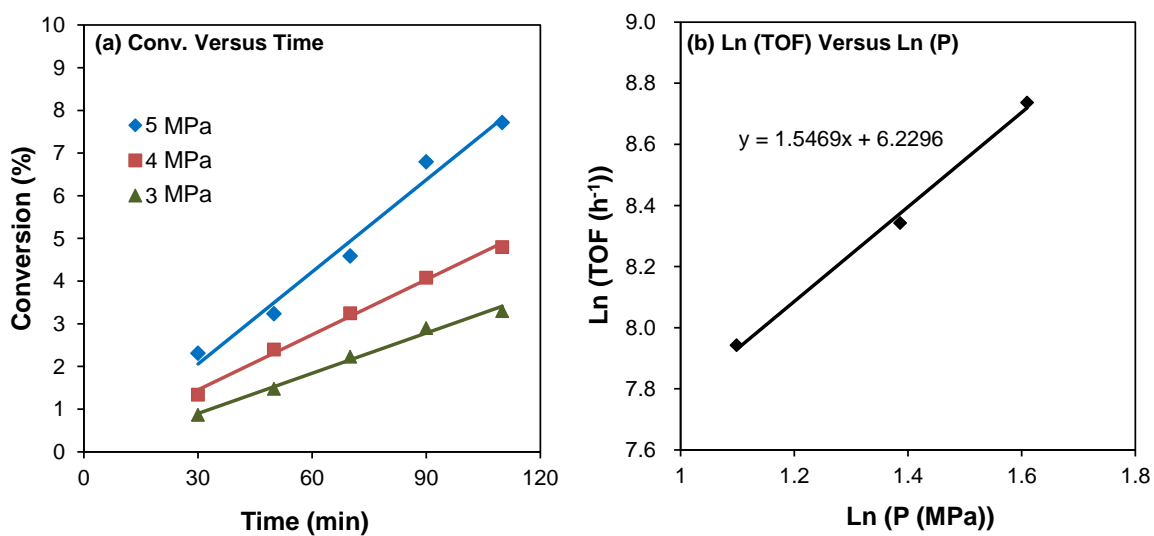 (a) Conv. Versus Time
10
9
8
7
6
5
4
3
2
1
0
Conversion (%)
5 MPa
4 MPa
3 MPa
0
30
60
90
120
Time (min)
(b) Ln (TOF) Versus Ln (P)
9.0
8.8
8.6
8.4
8.2
8.0
7.8
7.6
Ln (TOF (h⁻¹))
y = 1.5469x + 6.2296
1
1.2
1.4
1.6
1.8
Ln (P (MPa))